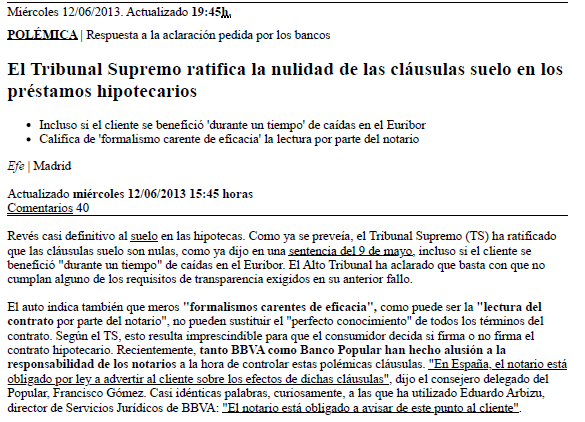 Miércoles 12/06/2013. Actualizado 19:45h.
POLÉMICA | Respuesta a la aclaración pedida por los bancos
El Tribunal Supremo ratifica la nulidad de las cláusulas suelo en los
préstamos hipotecarios
• Incluso si el cliente se benefició 'durante un tiempo' de caídas en el Euribor
• Califica de 'formalismo carente de eficacia' la lectura por parte del notario
Efe | Madrid
Actualizado miércoles 12/06/2013 15:45 horas
Comentarios 40
Revés casi definitivo al suelo en las hipotecas. Como ya se preveía, el Tribunal Supremo (TS) ha ratificado
que las cláusulas suelo son nulas, como ya dijo en una sentencia del 9 de mayo, incluso si el cliente se
benefició "durante un tiempo" de caídas en el Euribor. El Alto Tribunal ha aclarado que basta con que no
cumplan alguno de los requisitos de transparencia exigidos en su anterior fallo.
El auto indica también que meros "formalismos carentes de eficacia", como puede ser la "lectura del
contrato por parte del notario", no pueden sustituir el "perfecto conocimiento" de todos los términos del
contrato. Según el TS, esto resulta imprescindible para que el consumidor decida si firma o no firma el
contrato hipotecario. Recientemente, tanto BBVA como Banco Popular han hecho alusión a la
responsabilidad de los notarios a la hora de controlar estas polémicas cláusulas. "En España, el notario está
obligado por ley a advertir al cliente sobre los efectos de dichas cláusulas", dijo el consejero delegado del
Popular, Francisco Gómez. Casi idénticas palabras, curiosamente, a las que ha utilizado Eduardo Arbizu,
director de Servicios Jurídicos de BBVA: "El notario está obligado a avisar de este punto al cliente".